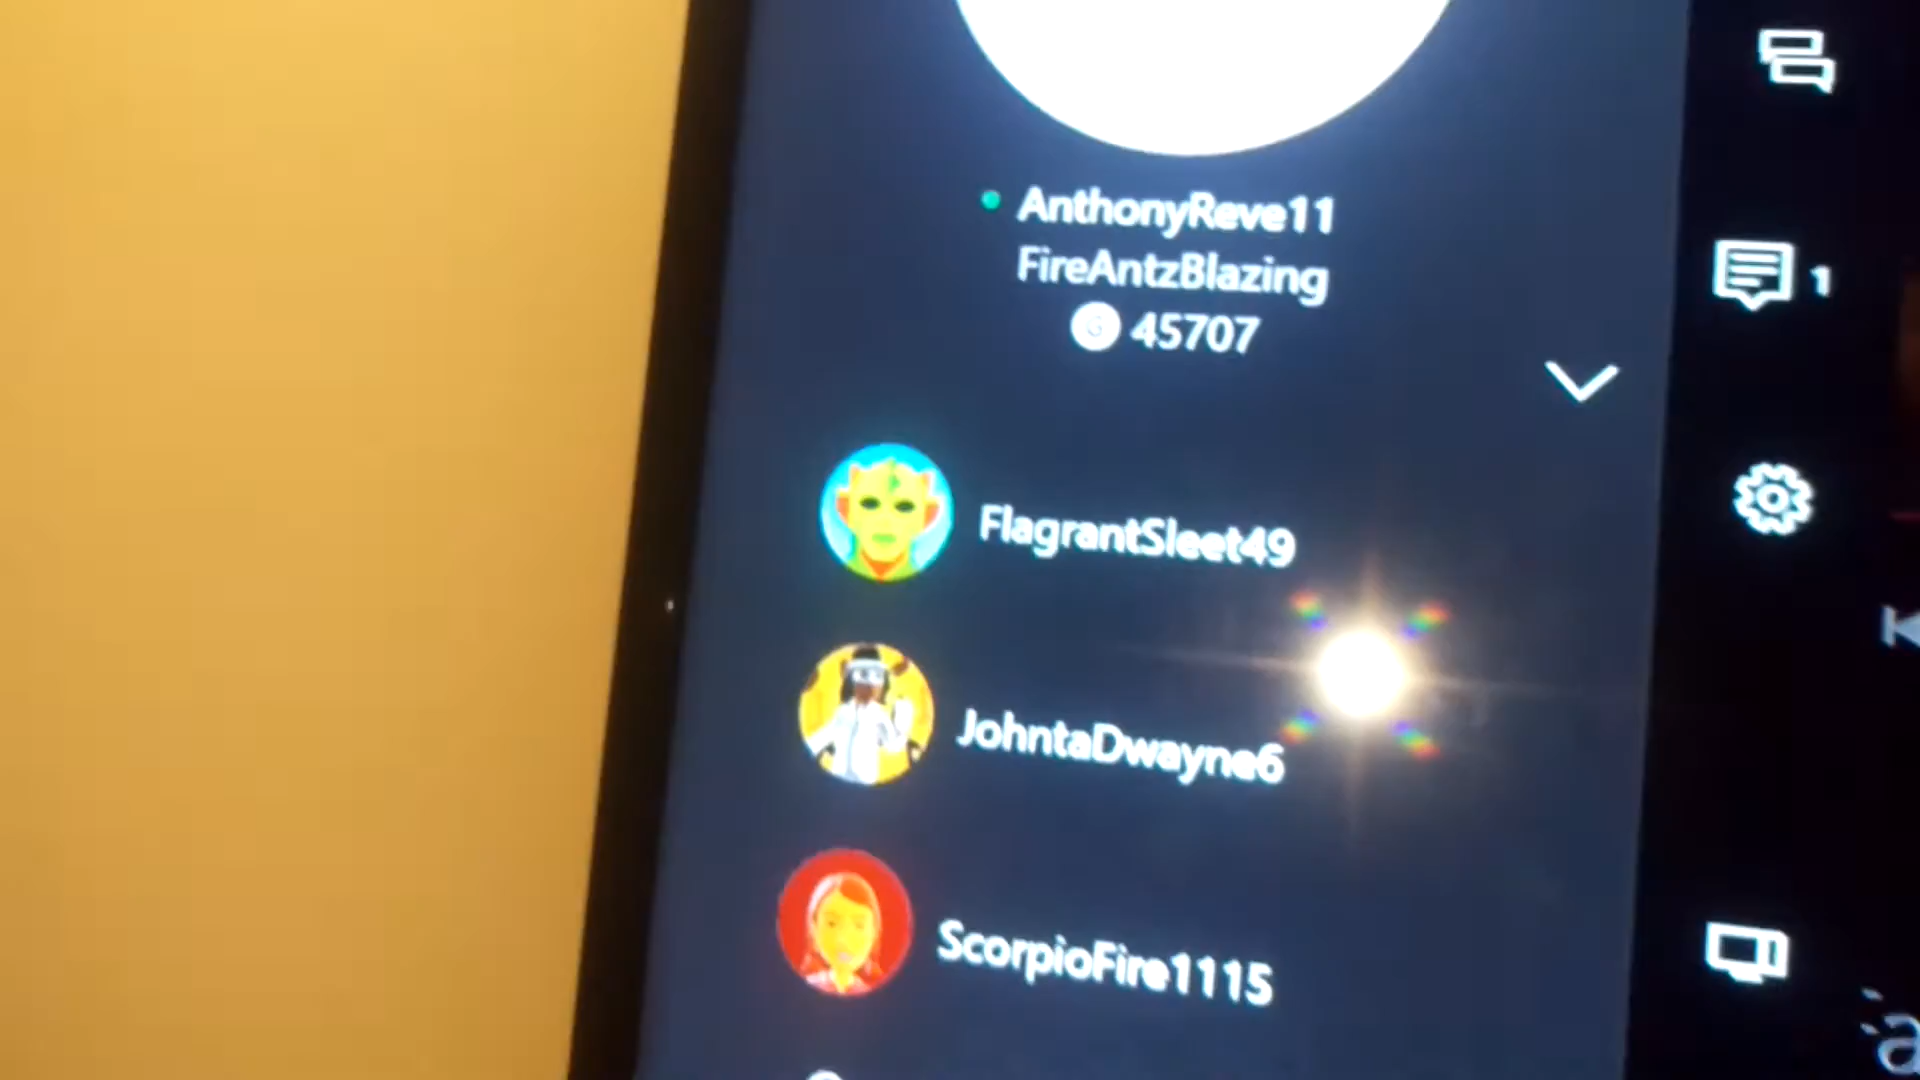 AnthonyReve11
FireAntzBlazing
G 45707
1
FlagrantSleet49
JohntaDwayne6
ScorpioFire1115
a